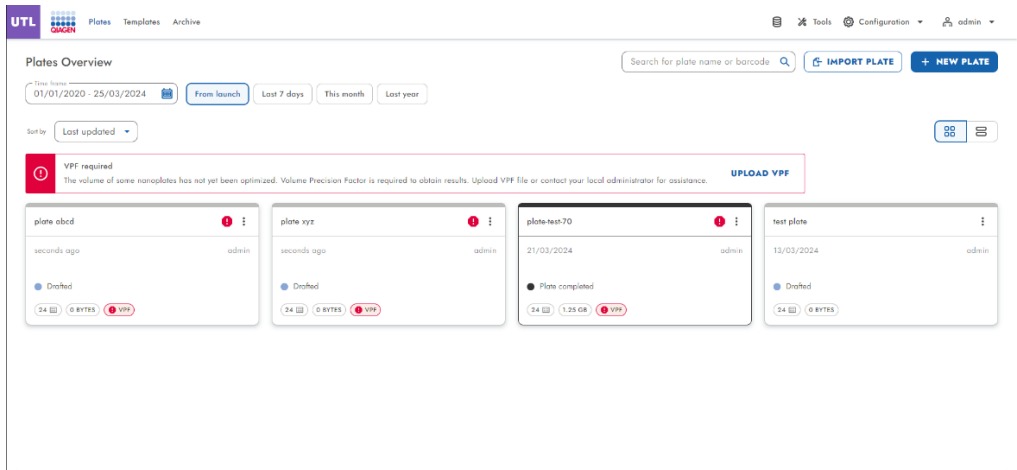 UTL QIAGEN Plates Templates Archive Tools Configuration admin
Plates Overview Search for plate name or barcode IMPORT PLATE + NEW PLATE
Time frame
01/01/2020 - 25/03/2024 From launch Last 7 days This month Last year
Sort by Last updated
VPF required
The volume of some nanoplates has not yet been optimized. Volume Precision Factor is required to obtain results. Upload VPF file or contact your local administrator for assistance. UPLOAD VPF
plate abcd
seconds ago admin
Drafted
24 0 BYTES VPF
plate xyz
seconds ago admin
Drafted
24 0 BYTES VPF
plate-test-70
21/03/2024 admin
Plate completed
24 1.25 GB VPF
test plate
13/03/2024 admin
Drafted
24 0 BYTES